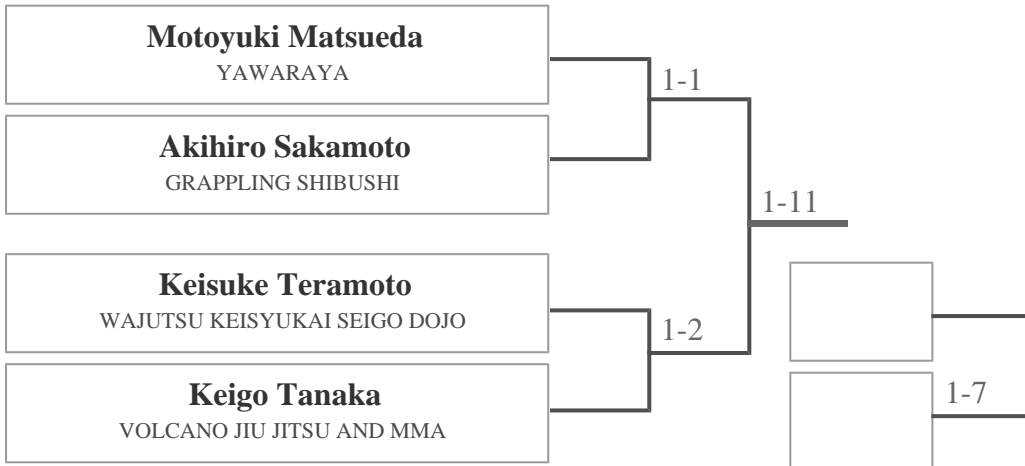 Motoyuki Matsueda
YAWARAYA
1-1
Akihiro Sakamoto
GRAPPLING SHIBUSHI
1-11
Keisuke Teramoto
WAJUTSU KEISYUKAI SEIGO DOJO
1-2
Keigo Tanaka
VOLCANO JIU JITSU AND MMA
1-7